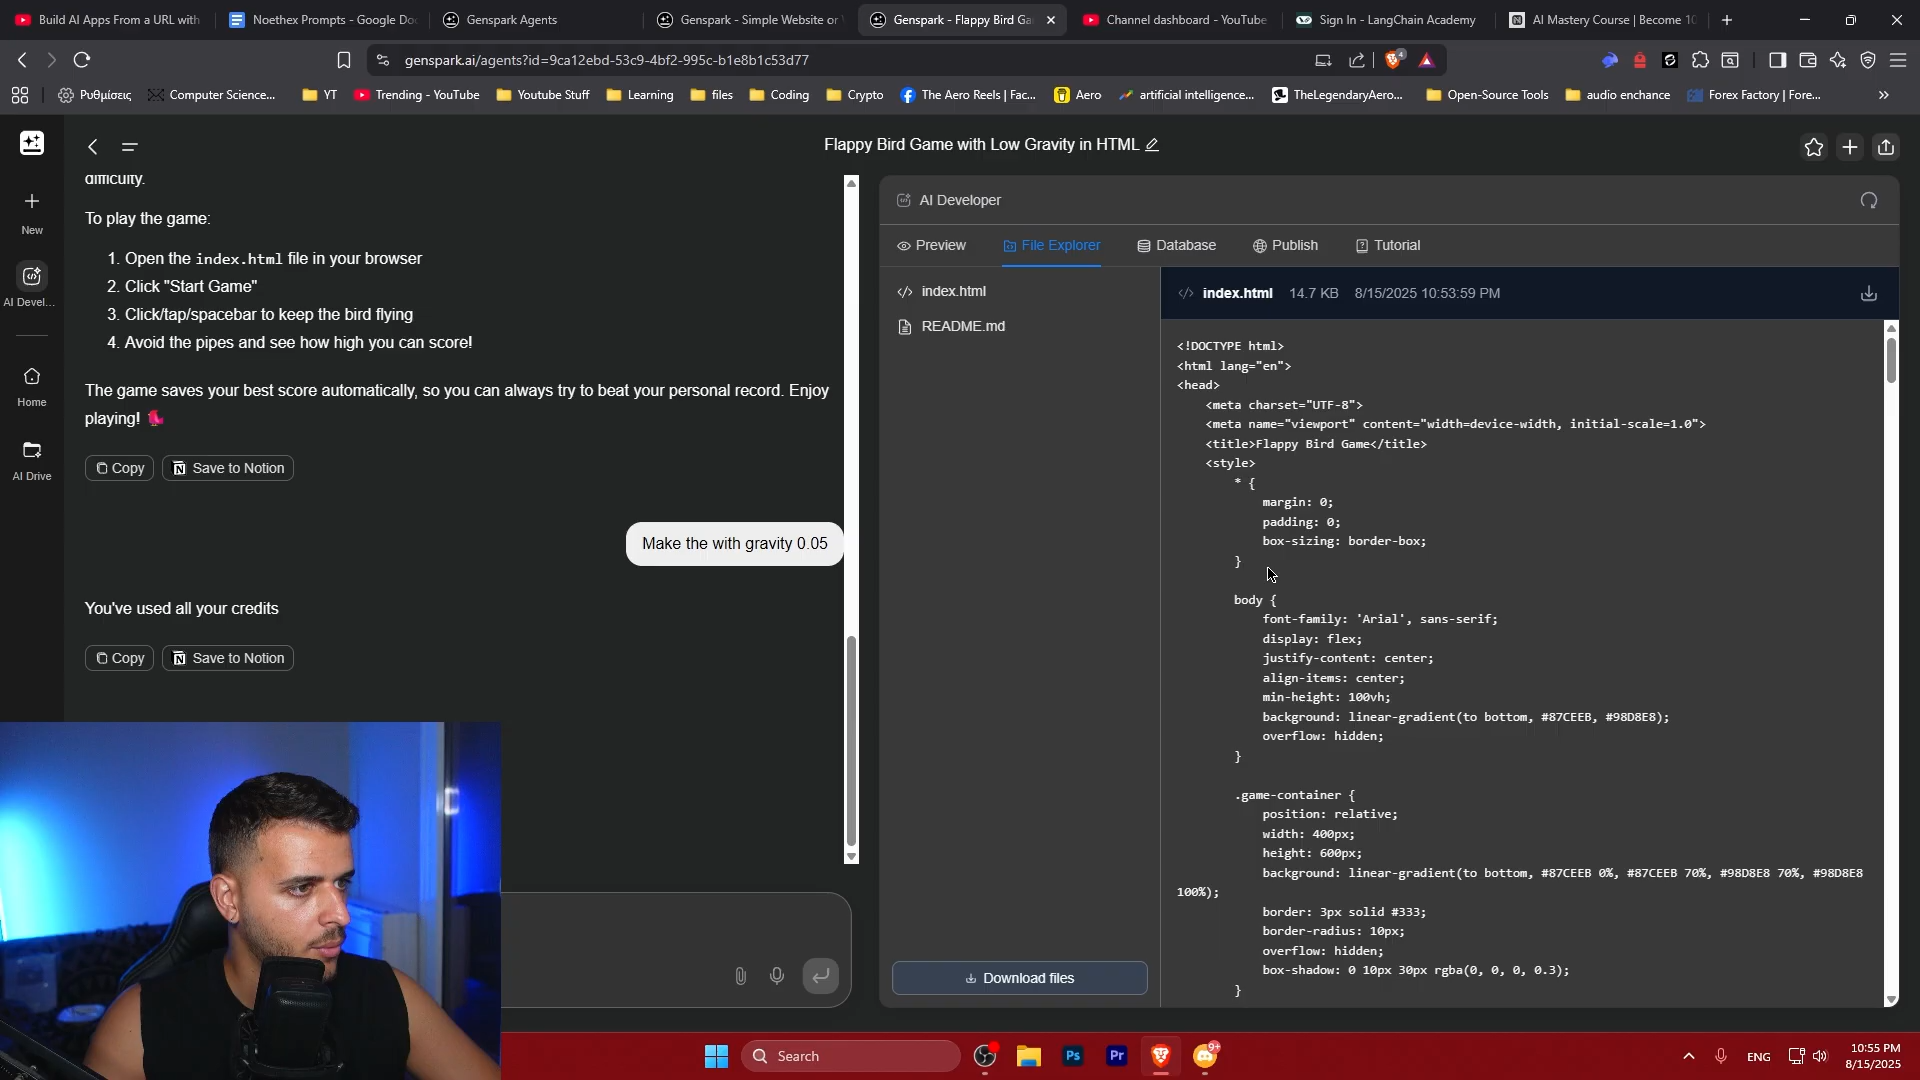 Build AI Apps From a URL with
Noethex Prompts - Google Doc
Genspark Agents
Genspark - Simple Website or
Genspark - Flappy Bird Ga
Channel dashboard - YouTube
Sign In - LangChain Academy
AI Mastery Course | Become 10
genspark.ai/agents?id=9ca12ebd-53c9-4bf2-995c-b1e8b1c53d77
4
Ρυθμίσεις
Computer Science...
YT
Trending - YouTube
Youtube Stuff
Learning
files
Coding
Crypto
The Aero Reels | Fac...
Aero
artificial intelligence...
TheLegendaryAero...
Open-Source Tools
audio enchance
Forex Factory | Fore...
Flappy Bird Game with Low Gravity in HTML
New
AI Devel...
Home
AI Drive
difficulty.
To play the game:
1. Open the index.html file in your browser
2. Click "Start Game"
3. Click/tap/spacebar to keep the bird flying
4. Avoid the pipes and see how high you can score!
The game saves your best score automatically, so you can always try to beat your personal record. Enjoy
playing!
Copy
Save to Notion
Make the with gravity 0.05
You've used all your credits
Copy
Save to Notion
AI Developer
Preview
File Explorer
Database
Publish
Tutorial
index.html
README.md
Download files
index.html 14.7 KB 8/15/2025 10:53:59 PM
<!DOCTYPE html>
<html lang="en">
<head>
<meta charset="UTF-8">
<meta name="viewport" content="width=device-width, initial-scale=1.0">
<title>Flappy Bird Game</title>
<style>
* {
margin: 0;
padding: 0;
box-sizing: border-box;
}
body {
font-family: 'Arial', sans-serif;
display: flex;
justify-content: center;
align-items: center;
min-height: 100vh;
background: linear-gradient(to bottom, #87CEEB, #98D8E8);
overflow: hidden;
}
.game-container {
position: relative;
width: 400px;
height: 600px;
background: linear-gradient(to bottom, #87CEEB 0%, #87CEEB 70%, #98D8E8 70%, #98D8E8
100%);
border: 3px solid #333;
border-radius: 10px;
overflow: hidden;
box-shadow: 0 10px 30px rgba(0, 0, 0, 0.3);
}
Search
Ps
Pr
9+
ENG
10:55 PM
8/15/2025